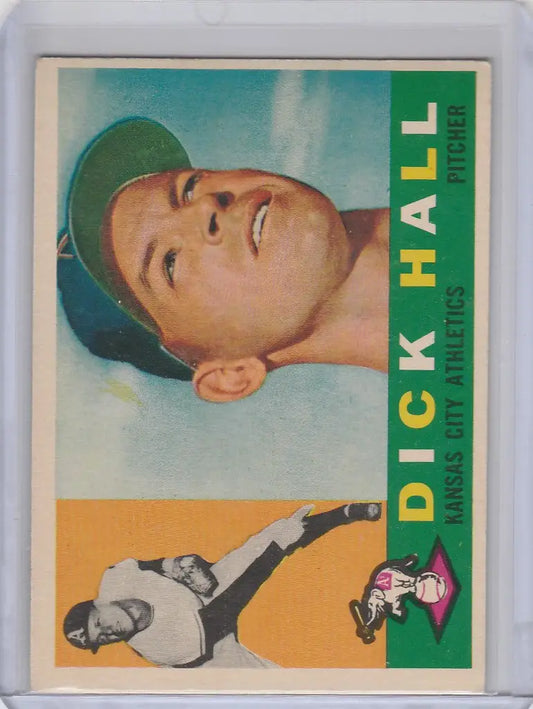 DICK HALL
KANSAS CITY ATHLETICS PITCHER
A
A